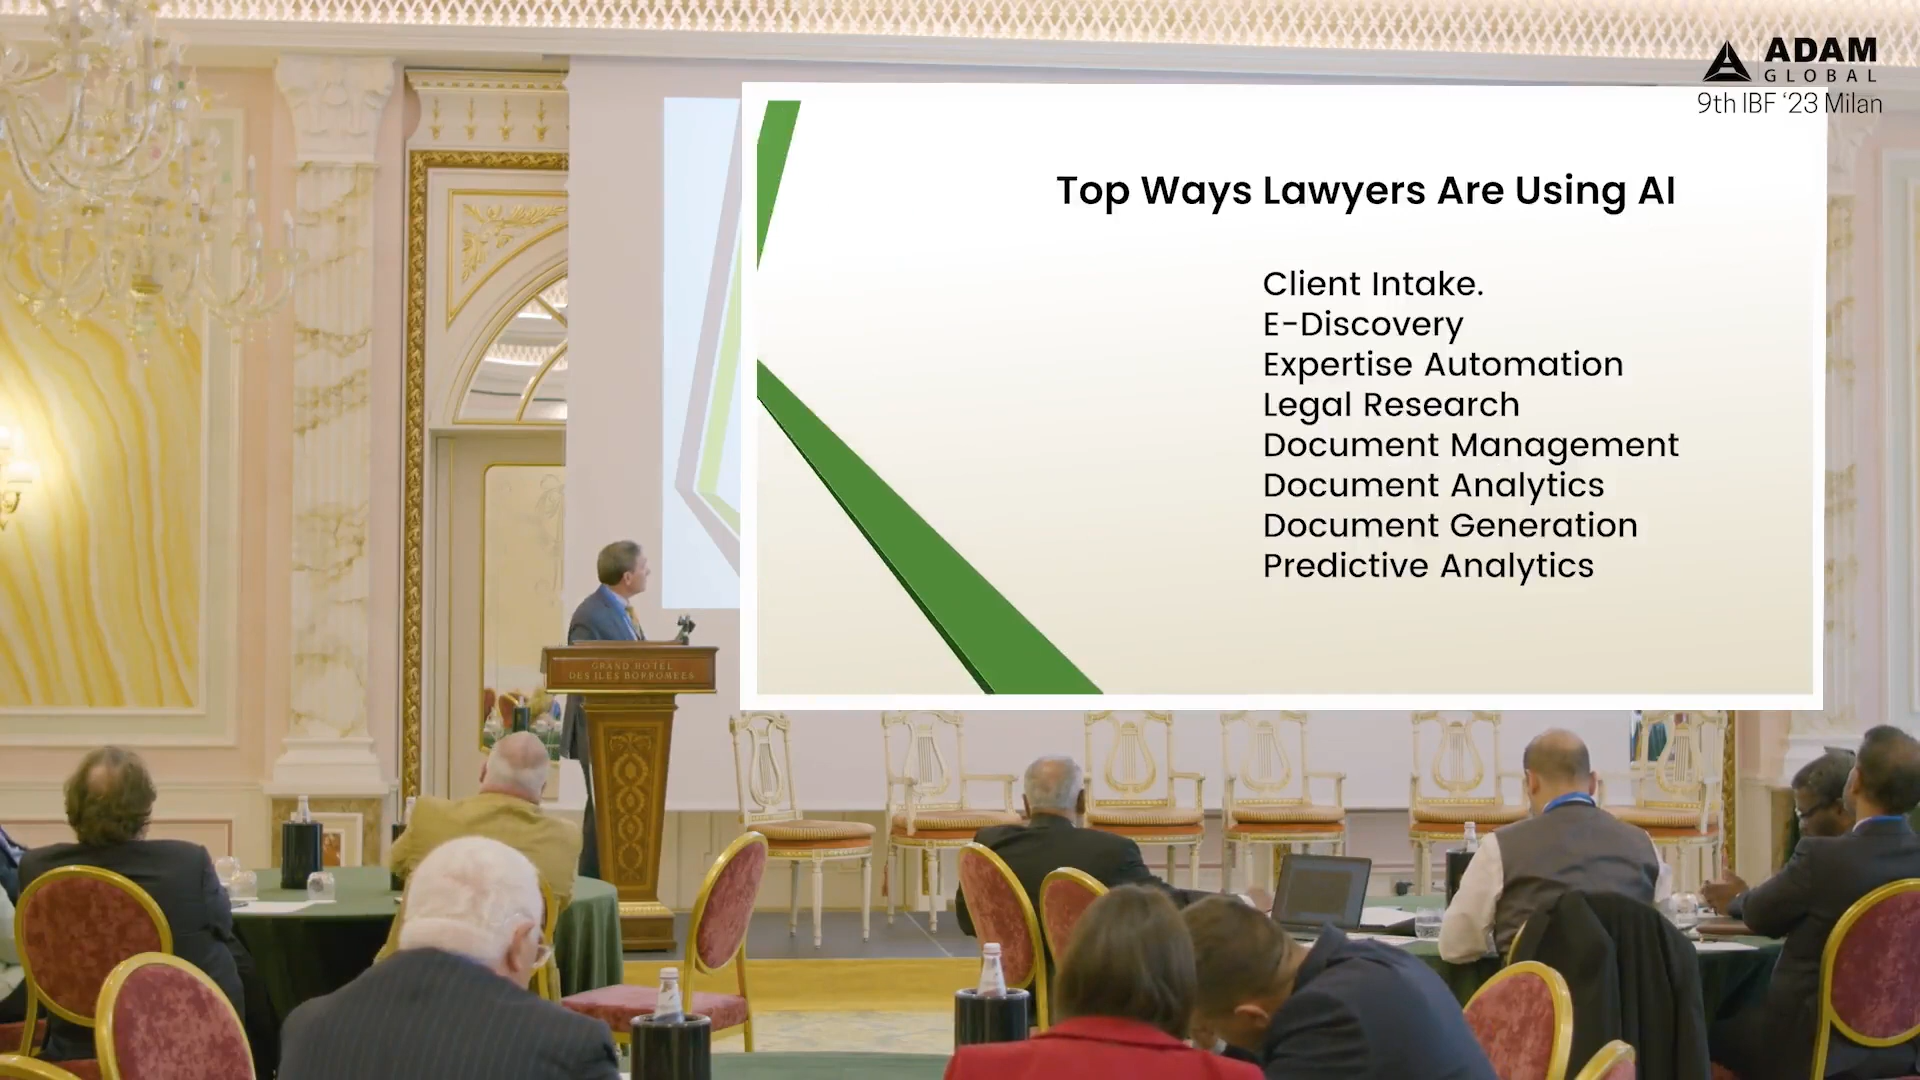 ADAM
GLOBAL
9th IBF ‘23 Milan
Top Ways Lawyers Are Using AI
Client Intake.
E-Discovery
Expertise Automation
Legal Research
Document Management
Document Analytics
Document Generation
Predictive Analytics
GRAND HOTEL
DES ILES BORROMEES